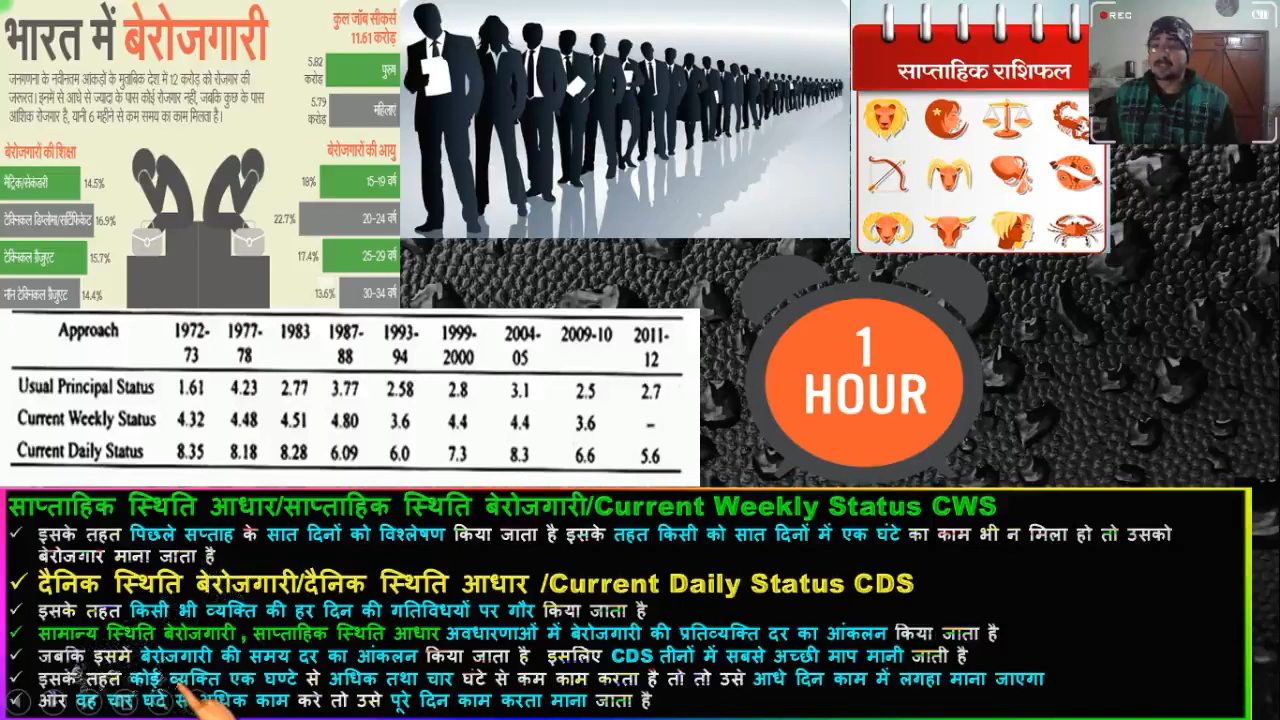 भारत में बेरोजगारी
जनगणना के नवीनतम आंकड़ों के मुताबिक देश में 12 करोड़ को रोजगार की
जरूरत। इनमें से आधे से ज्यादा के पास कोई रोजगार नहीं, जबकि कुछ के पास
आंशिक रोजगार है, यानी 6 महीने से कम समय का काम मिलता है।
कुल जॉब सीकर्स
11.61 करोड़
5.82 करोड़ पुरुष
5.79 करोड़ महिलाएं
बेरोजगारों की शिक्षा
मैट्रिक/सेकंडरी 14.5%
टेक्निकल डिप्लोमा/सर्टिफिकेट 16.9%
टेक्निकल ग्रैजुएट 15.7%
नॉन टेक्निकल ग्रैजुएट 14.4%
बेरोजगारों की आयु
18% 15-19 वर्ष
22.7% 20-24 वर्ष
17.4% 25-29 वर्ष
13.6% 30-34 वर्ष
साप्ताहिक राशिफल
REC
Approach 1972-73 1977-78 1983 1987-88 1993-94 1999-2000 2004-05 2009-10 2011-12
Usual Principal Status 1.61 4.23 2.77 3.77 2.58 2.8 3.1 2.5 2.7
Current Weekly Status 4.32 4.48 4.51 4.80 3.6 4.4 4.4 3.6 –
Current Daily Status 8.35 8.18 8.28 6.09 6.0 7.3 8.3 6.6 5.6
1
HOUR
साप्ताहिक स्थिति आधार/साप्ताहिक स्थिति बेरोजगारी/Current Weekly Status CWS
✓ इसके तहत पिछले सप्ताह के सात दिनों को विश्लेषण किया जाता है इसके तहत किसी को सात दिनों में एक घंटे का काम भी न मिला हो तो उसको
बेरोजगार माना जाता है
✓ दैनिक स्थिति बेरोजगारी/दैनिक स्थिति आधार /Current Daily Status CDS
✓ इसके तहत किसी भी व्यक्ति की हर दिन की गतिविधयों पर गौर किया जाता है
✓ सामान्य स्थिति बेरोजगारी , साप्ताहिक स्थिति आधार अवधारणाओं में बेरोजगारी की प्रतिव्यक्ति दर का आंकलन किया जाता है
✓ जबकि इसमें बेरोजगारी की समय दर का आंकलन किया जाता है इसलिए CDS तीनों में सबसे अच्छी माप मानी जाती है
✓ इसके तहत कोई व्यक्ति एक घण्टे से अधिक तथा चार घंटे से कम काम करता है तो तो उसे आधे दिन काम में लगहा माना जाएगा
✓ और वह चार घंटे से अधिक काम करे तो उसे पूरे दिन काम करता माना जाता है